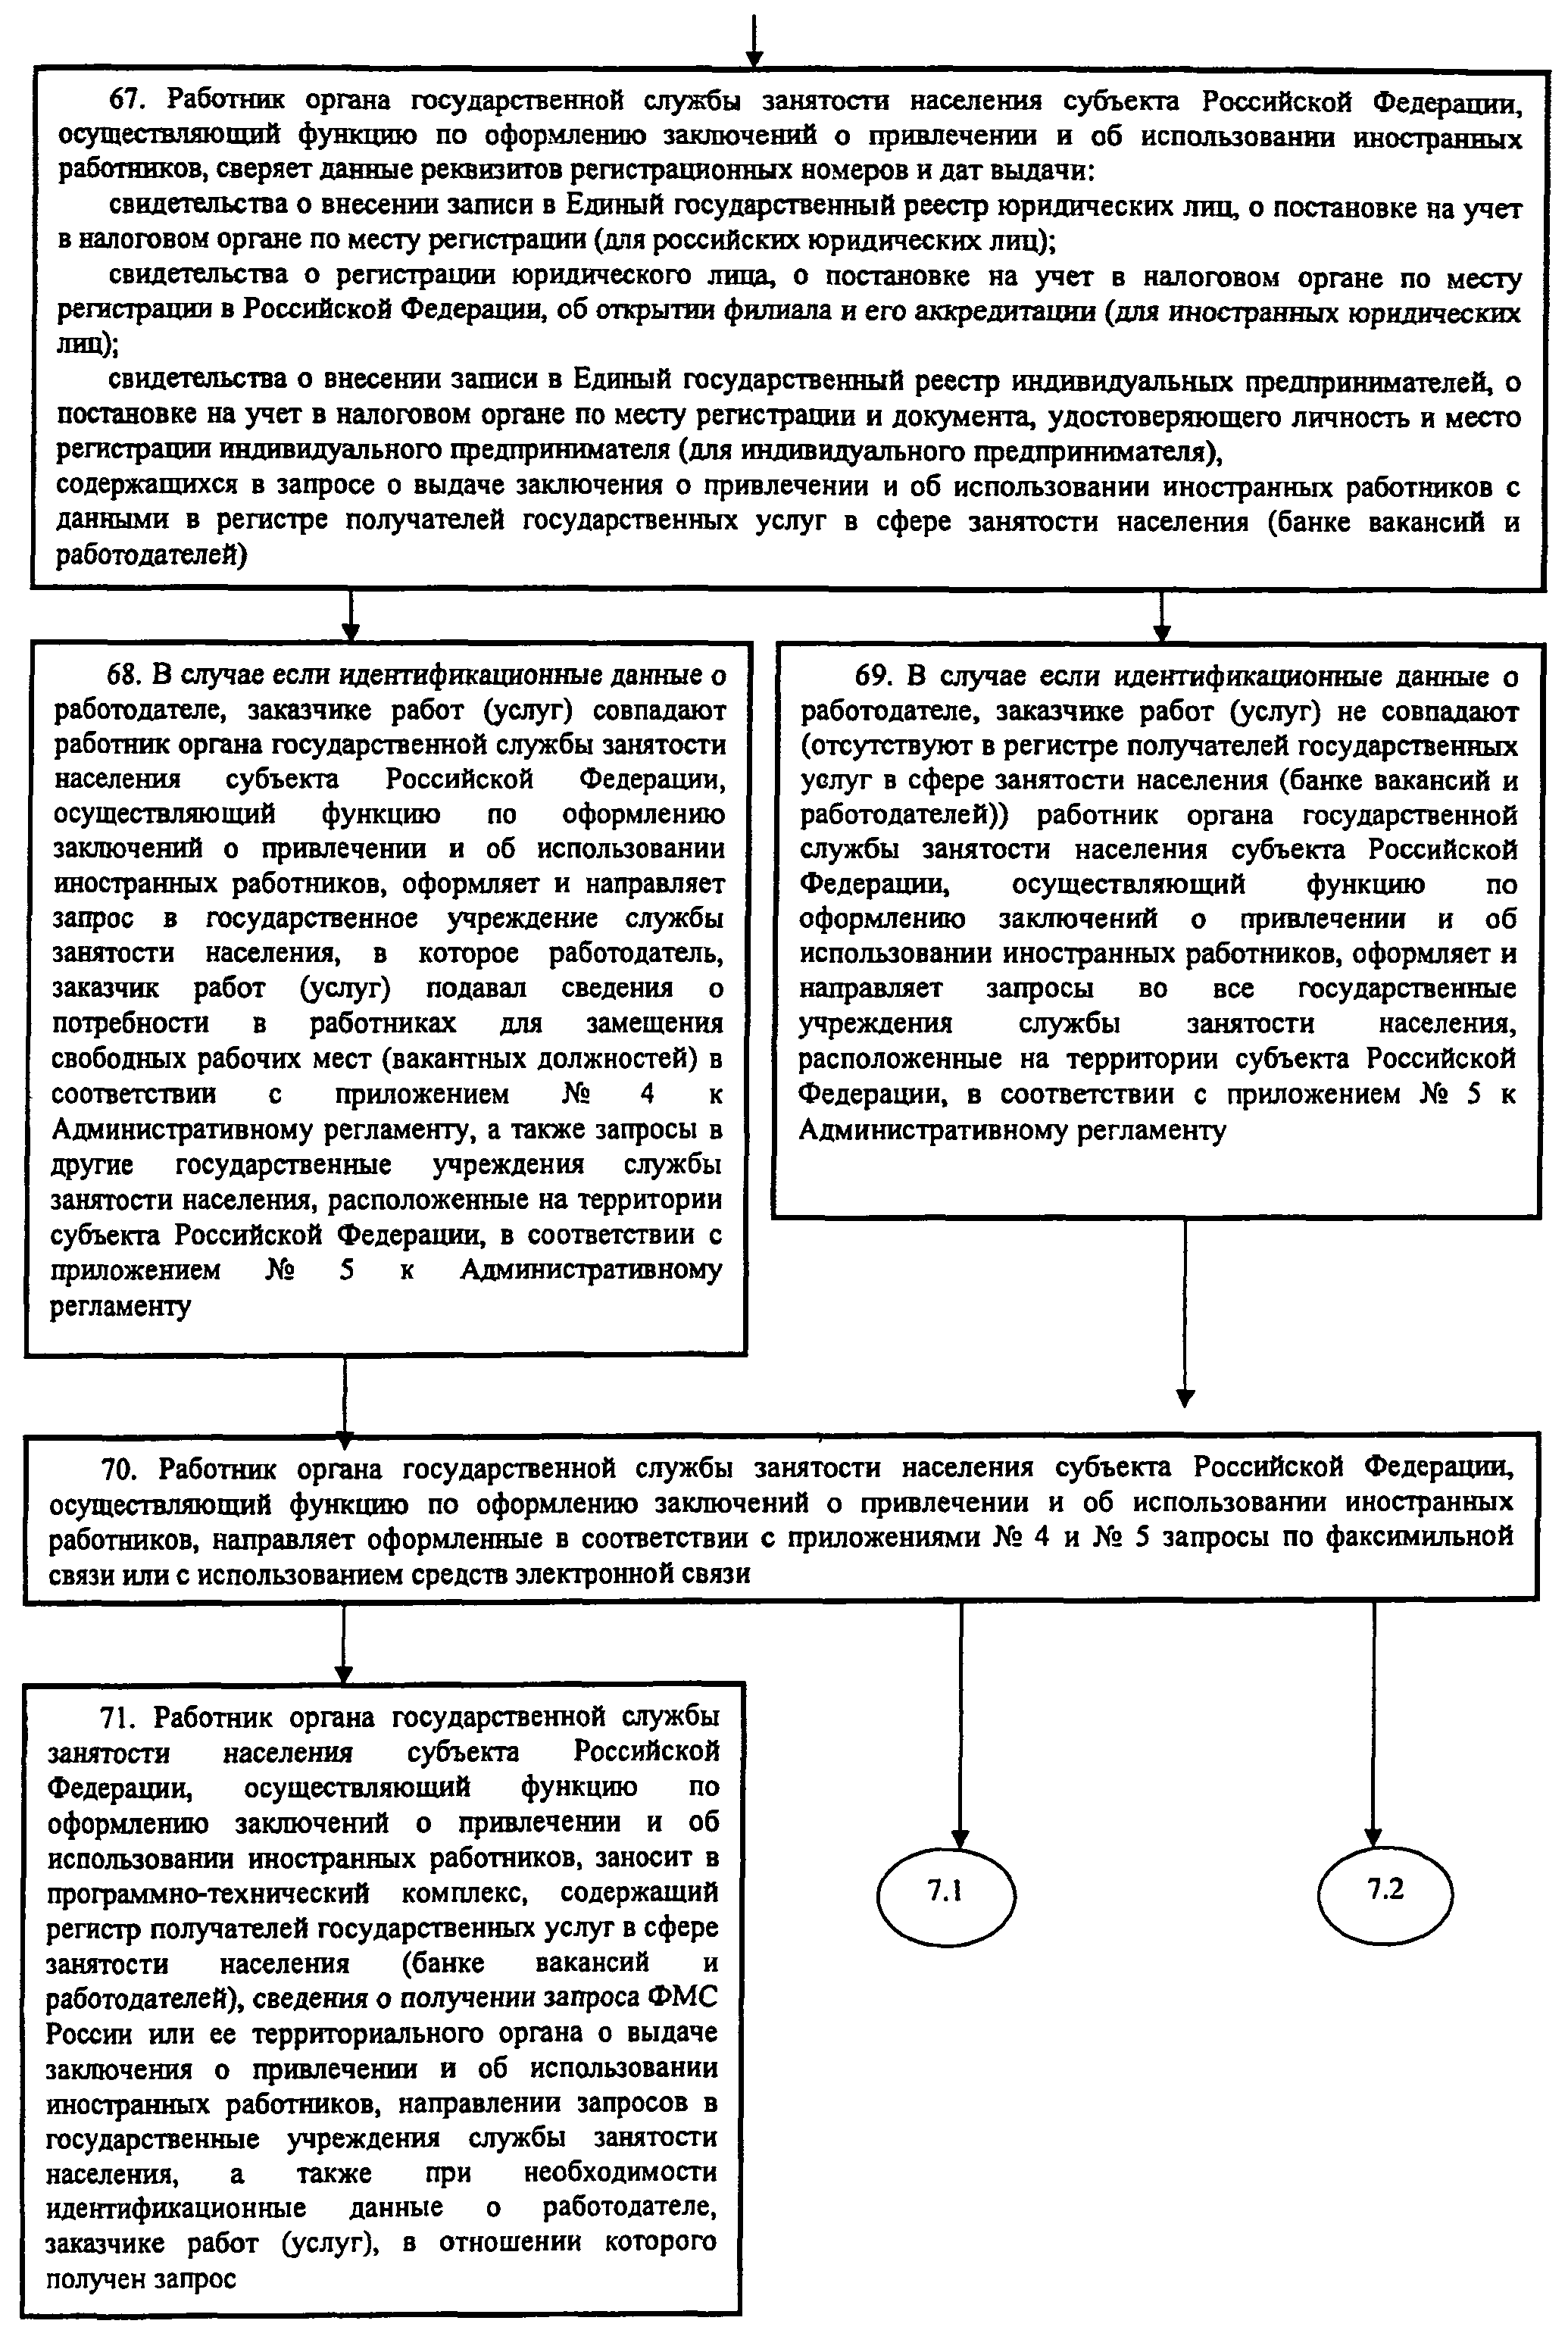 67. Работник органа государственной службы занятости населения субъекта Российской Федерации,
осуществляющий функцию по оформлению заключений о привлечении и об использовании иностранных
работников, сверяет данные реквизитов регистрационных номеров и дат выдачи:
свидетельства о внесении записи в Единый государственный реестр юридических лиц, о постановке на учет
в налоговом органе по месту регистрации (для российских юридических лиц);
свидетельства о регистрации юридического лица, о постановке на учет в налоговом органе по месту
регистрации в Российской Федерации, об открытии филиала и его аккредитации (для иностранных юридических
лиц);
свидетельства о внесении записи в Единый государственный реестр индивидуальных предпринимателей, о
постановке на учет в налоговом органе по месту регистрации и документа, удостоверяющего личность и место
регистрации индивидуального предпринимателя (для индивидуального предпринимателя),
содержащихся в запросе о выдаче заключения о привлечении и об использовании иностранных работников с
данными в регистре получателей государственных услуг в сфере занятости населения (банке вакансий и
работодателей)
68. В случае если идентификационные данные о
работодателе, заказчике работ (услуг) совпадают
работник органа государственной службы занятости
населения субъекта Российской Федерации,
осуществляющий функцию по оформлению
заключений о привлечении и об использовании
иностранных работников, оформляет и направляет
запрос в государственное учреждение службы
занятости населения, в которое работодатель,
заказчик работ (услуг) подавал сведения о
потребности в работниках для замещения
свободных рабочих мест (вакантных должностей) в
соответствии с приложением № 4 к
Административному регламенту, а также запросы в
другие государственные учреждения службы
занятости населения, расположенные на территории
субъекта Российской Федерации, в соответствии с
приложением № 5 к Административному
регламенту
69. В случае если идентификационные данные о
работодателе, заказчике работ (услуг) не совпадают
(отсутствуют в регистре получателей государственных
услуг в сфере занятости населения (банке вакансий и
работодателей)) работник органа государственной
службы занятости населения субъекта Российской
Федерации, осуществляющий функцию по
оформлению заключений о привлечении и об
использовании иностранных работников, оформляет и
направляет запросы во все государственные
учреждения службы занятости населения,
расположенные на территории субъекта Российской
Федерации, в соответствии с приложением № 5 к
Административному регламенту
70. Работник органа государственной службы занятости населения субъекта Российской Федерации,
осуществляющий функцию по оформлению заключений о привлечении и об использовании иностранных
работников, направляет оформленные в соответствии с приложениями № 4 и № 5 запросы по факсимильной
связи или с использованием средств электронной связи
71. Работник органа государственной службы
занятости населения субъекта Российской
Федерации, осуществляющий функцию по
оформлению заключений о привлечении и об
использовании иностранных работников, заносит в
программно-технический комплекс, содержащий
регистр получателей государственных услуг в сфере
занятости населения (банке вакансий и
работодателей), сведения о получении запроса ФМС
России или ее территориального органа о выдаче
заключения о привлечении и об использовании
иностранных работников, направлении запросов в
государственные учреждения службы занятости
населения, а также при необходимости
идентификационные данные о работодателе,
заказчике работ (услуг), в отношении которого
получен запрос
7.1
7.2